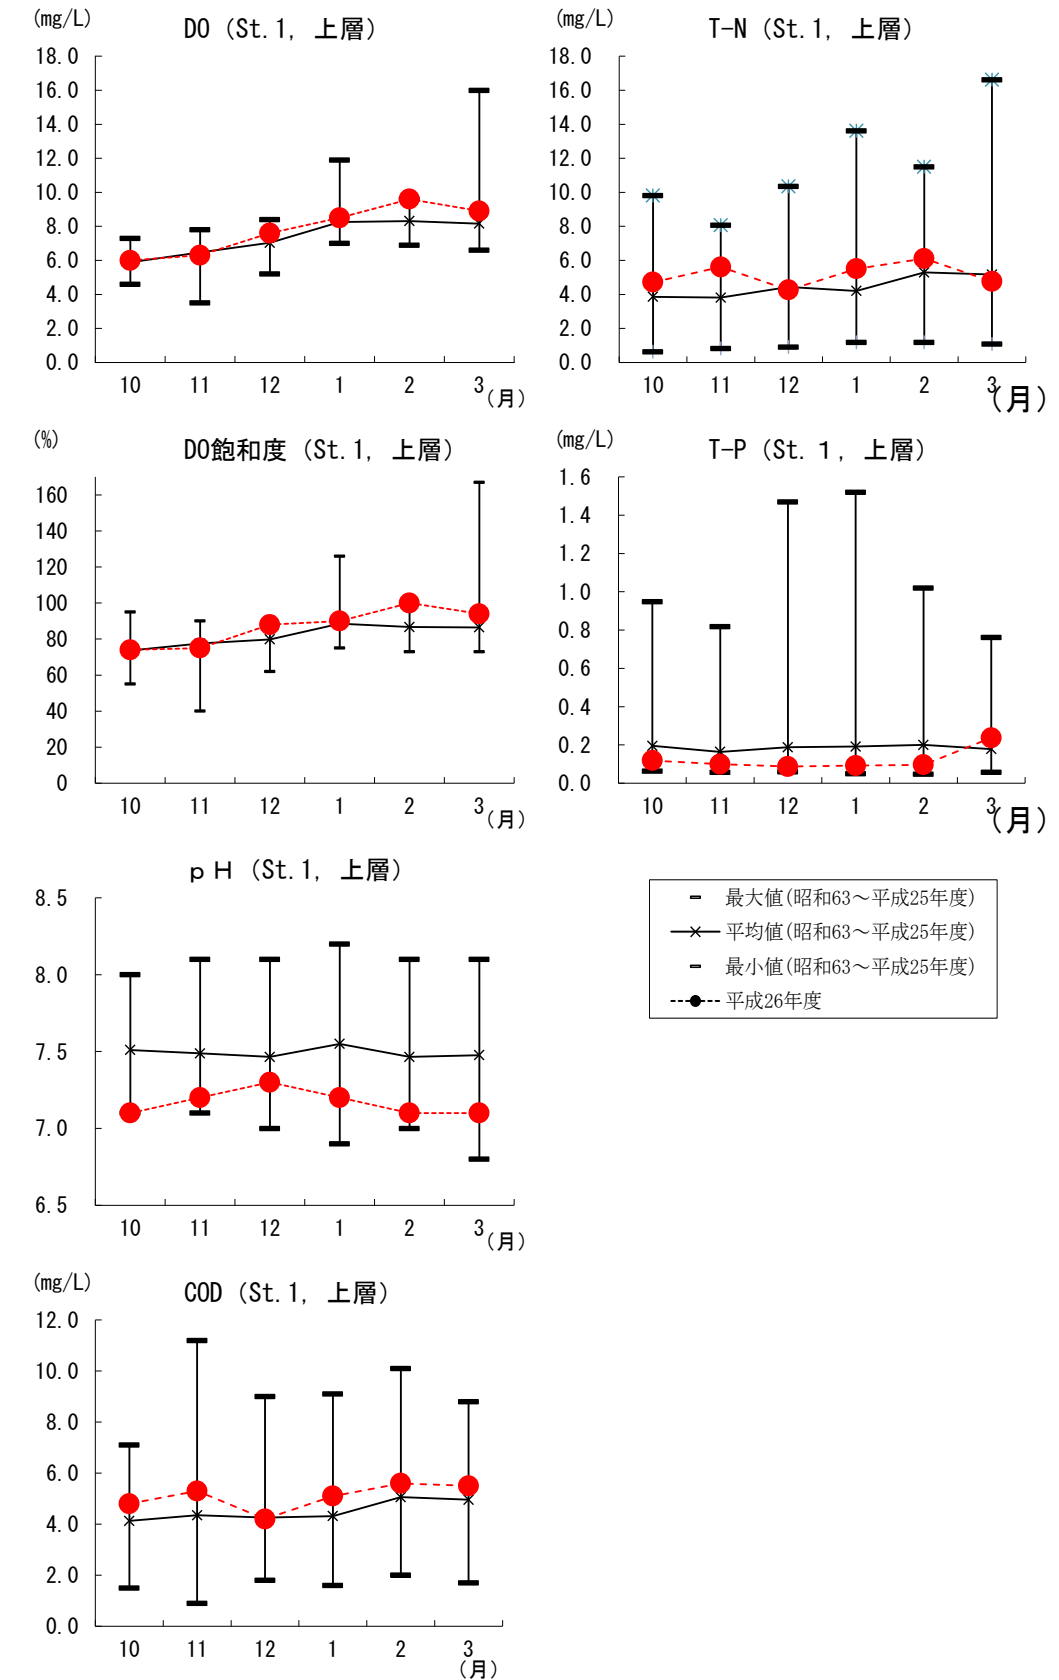 (mg/L)
DO (St.1, 上層)
18.0
16.0
14.0
12.0
10.0
8.0
6.0
4.0
2.0
0.0
10 11 12 1 2 3
(月)
(mg/L)
T-N (St.1, 上層)
18.0
16.0
14.0
12.0
10.0
8.0
6.0
4.0
2.0
0.0
10 11 12 1 2 3
(月)
(%)
DO飽和度 (St.1, 上層)
160
140
120
100
80
60
40
20
0
10 11 12 1 2 3
(月)
(mg/L)
T-P (St.１, 上層)
1.6
1.4
1.2
1.0
0.8
0.6
0.4
0.2
0.0
10 11 12 1 2 3
(月)
ｐＨ (St.1, 上層)
8.5
8.0
7.5
7.0
6.5
10 11 12 1 2 3
(月)
最大値(昭和63～平成25年度)
平均値(昭和63～平成25年度)
最小値(昭和63～平成25年度)
平成26年度
(mg/L)
COD (St.1, 上層)
12.0
10.0
8.0
6.0
4.0
2.0
0.0
10 11 12 1 2 3
(月)